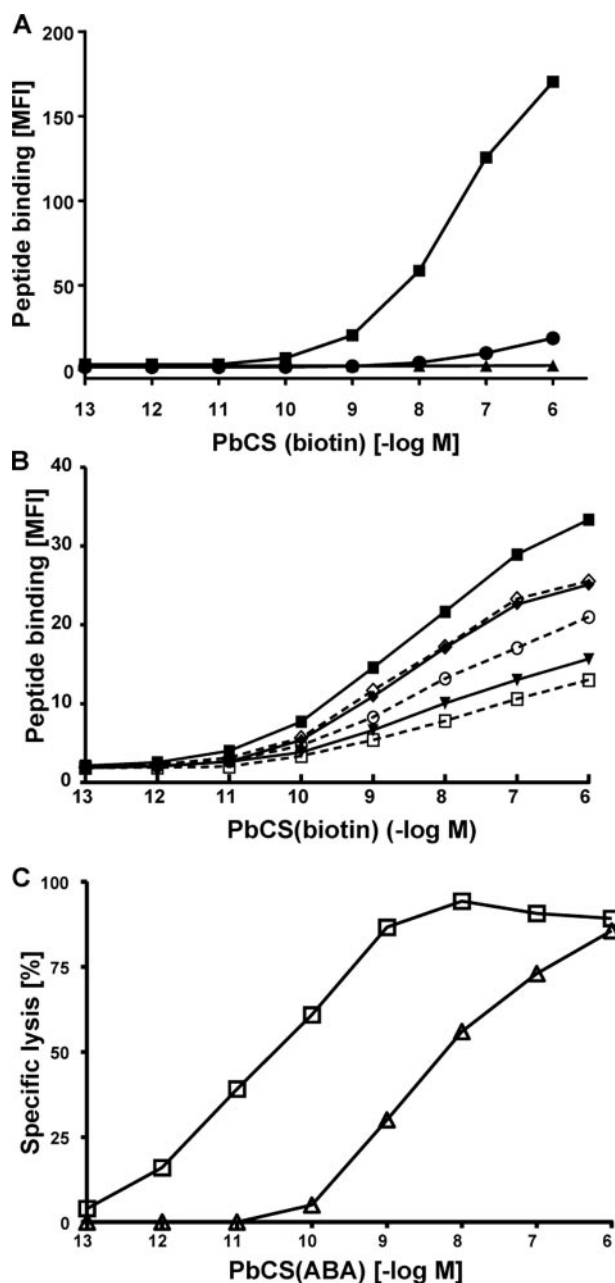 A
Peptide binding [MFI]
200
150
100
50
0
13 12 11 10 9 8 7 6
PbCS (biotin) [-log M]
B
Peptide binding [MFI]
40
30
20
10
0
13 12 11 10 9 8 7 6
PbCS(biotin) (-log M)
C
Specific lysis [%]
100
75
50
25
0
13 12 11 10 9 8 7 6
PbCS(ABA) [-log M]